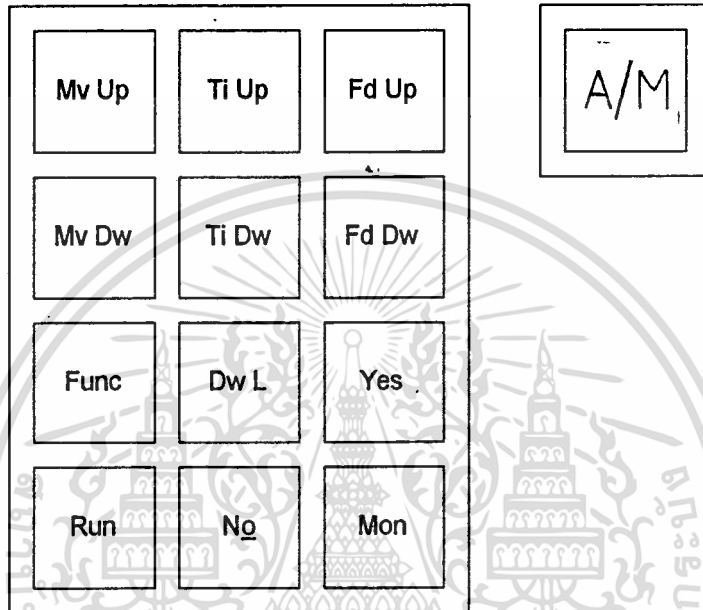 Mv Up Ti Up Fd Up A/M
Mv Dw Ti Dw Fd Dw
Func Dw L Yes
Run No Mon